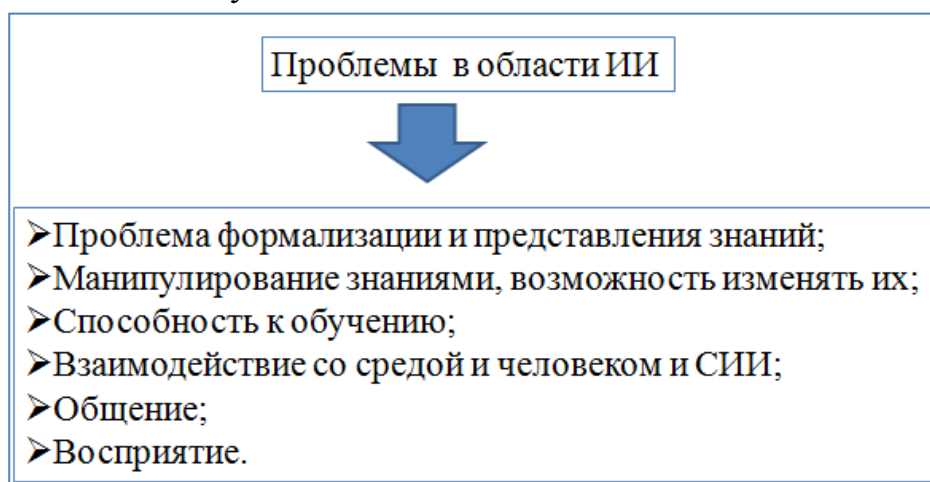 Проблемы в области ИИ
➢Проблема формализации и представления знаний;
➢Манипулирование знаниями, возможность изменять их;
➢Способность к обучению;
➢Взаимодействие со средой и человеком и СИИ;
➢Общение;
➢Восприятие.